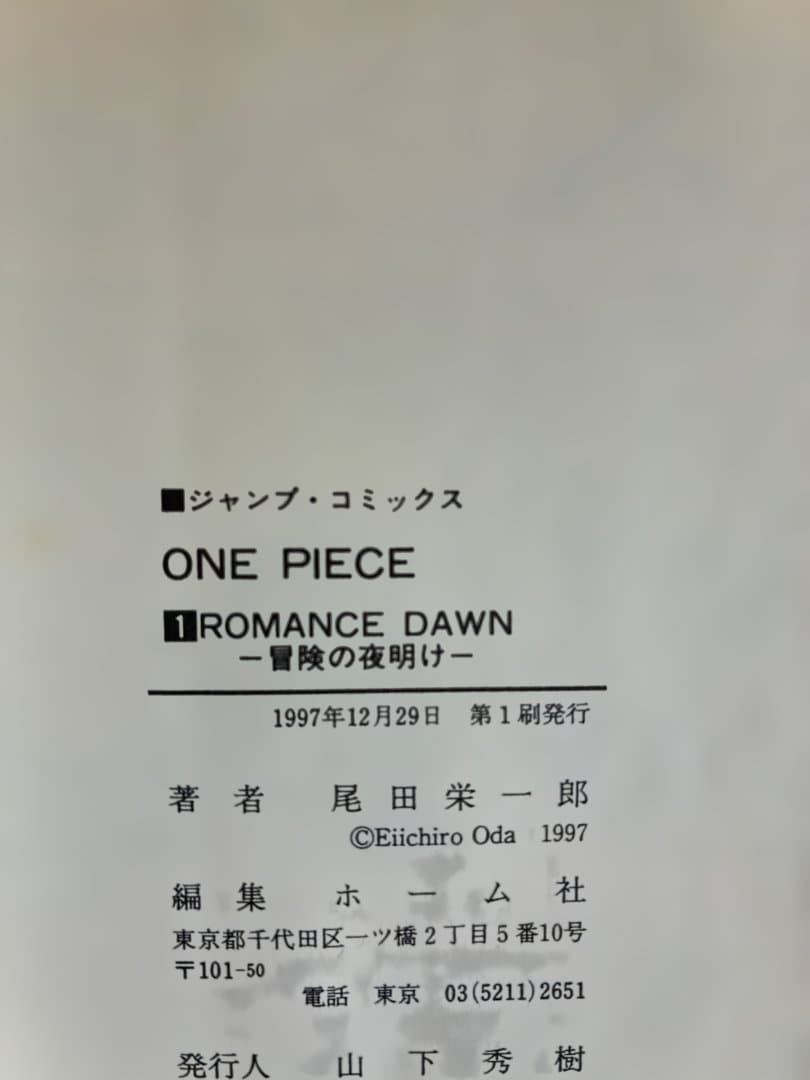 ■ジャンプ・コミックス
ONE PIECE
1 ROMANCE DAWN
ー冒険の夜明けー
1997年12月29日 第1刷発行
著者 尾田栄一郎
©Eiichiro Oda 1997
編集 ホーム社
東京都千代田区一ツ橋2丁目5番10号
〒101-50
電話 東京 03(5211)2651
発行人 山下秀樹